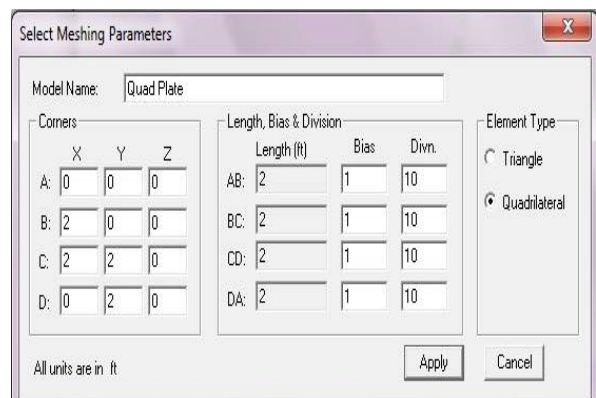 Select Meshing Parameters
x
Model Name: Quad Plate
Corners
X Y Z
A: 0 0 0
B: 2 0 0
C: 2 2 0
D: 0 2 0
Length, Bias & Division
Length (ft) Bias Divn.
AB: 2 1 10
BC: 2 1 10
CD: 2 1 10
DA: 2 1 10
Element Type
Triangle
Quadrilateral
All units are in ft
Apply
Cancel